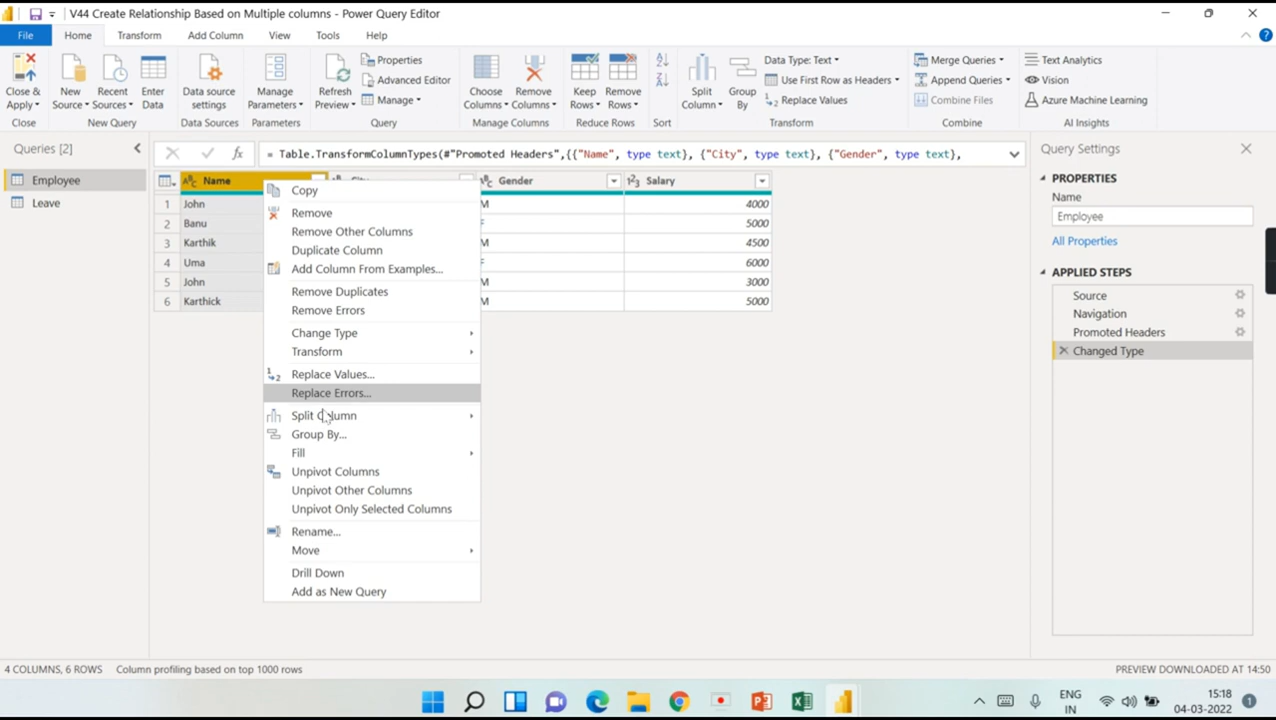 V44 Create Relationship Based on Multiple columns - Power Query Editor
File Home Transform Add Column View Tools Help
Close & Apply
New Source
Recent Sources
Enter Data
Data source settings
Manage Parameters
Refresh Preview
Properties
Advanced Editor
Manage
Choose Columns
Remove Columns
Keep Rows
Remove Rows
Split Column
Group By
Data Type: Text
Use First Row as Headers
Replace Values
Merge Queries
Append Queries
Combine Files
Text Analytics
Vision
Azure Machine Learning
Close New Query Data Sources Parameters Query Manage Columns Reduce Rows Sort Transform Combine AI Insights
Queries [2]
Employee
Leave
= Table.TransformColumnTypes(#"Promoted Headers",{{"Name", type text}, {"City", type text}, {"Gender", type text},
Name Gender Salary
1 John M 4000
2 Banu F 5000
3 Karthik M 4500
4 Uma F 6000
5 John M 3000
6 Karthick M 5000
Copy
Remove
Remove Other Columns
Duplicate Column
Add Column From Examples...
Remove Duplicates
Remove Errors
Change Type
Transform
Replace Values...
Replace Errors...
Split Column
Group By...
Fill
Unpivot Columns
Unpivot Other Columns
Unpivot Only Selected Columns
Rename...
Move
Drill Down
Add as New Query
Query Settings
PROPERTIES
Name
Employee
All Properties
APPLIED STEPS
Source
Navigation
Promoted Headers
Changed Type
4 COLUMNS, 6 ROWS Column profiling based on top 1000 rows
PREVIEW DOWNLOADED AT 14:50
ENG IN
15:18
04-03-2022